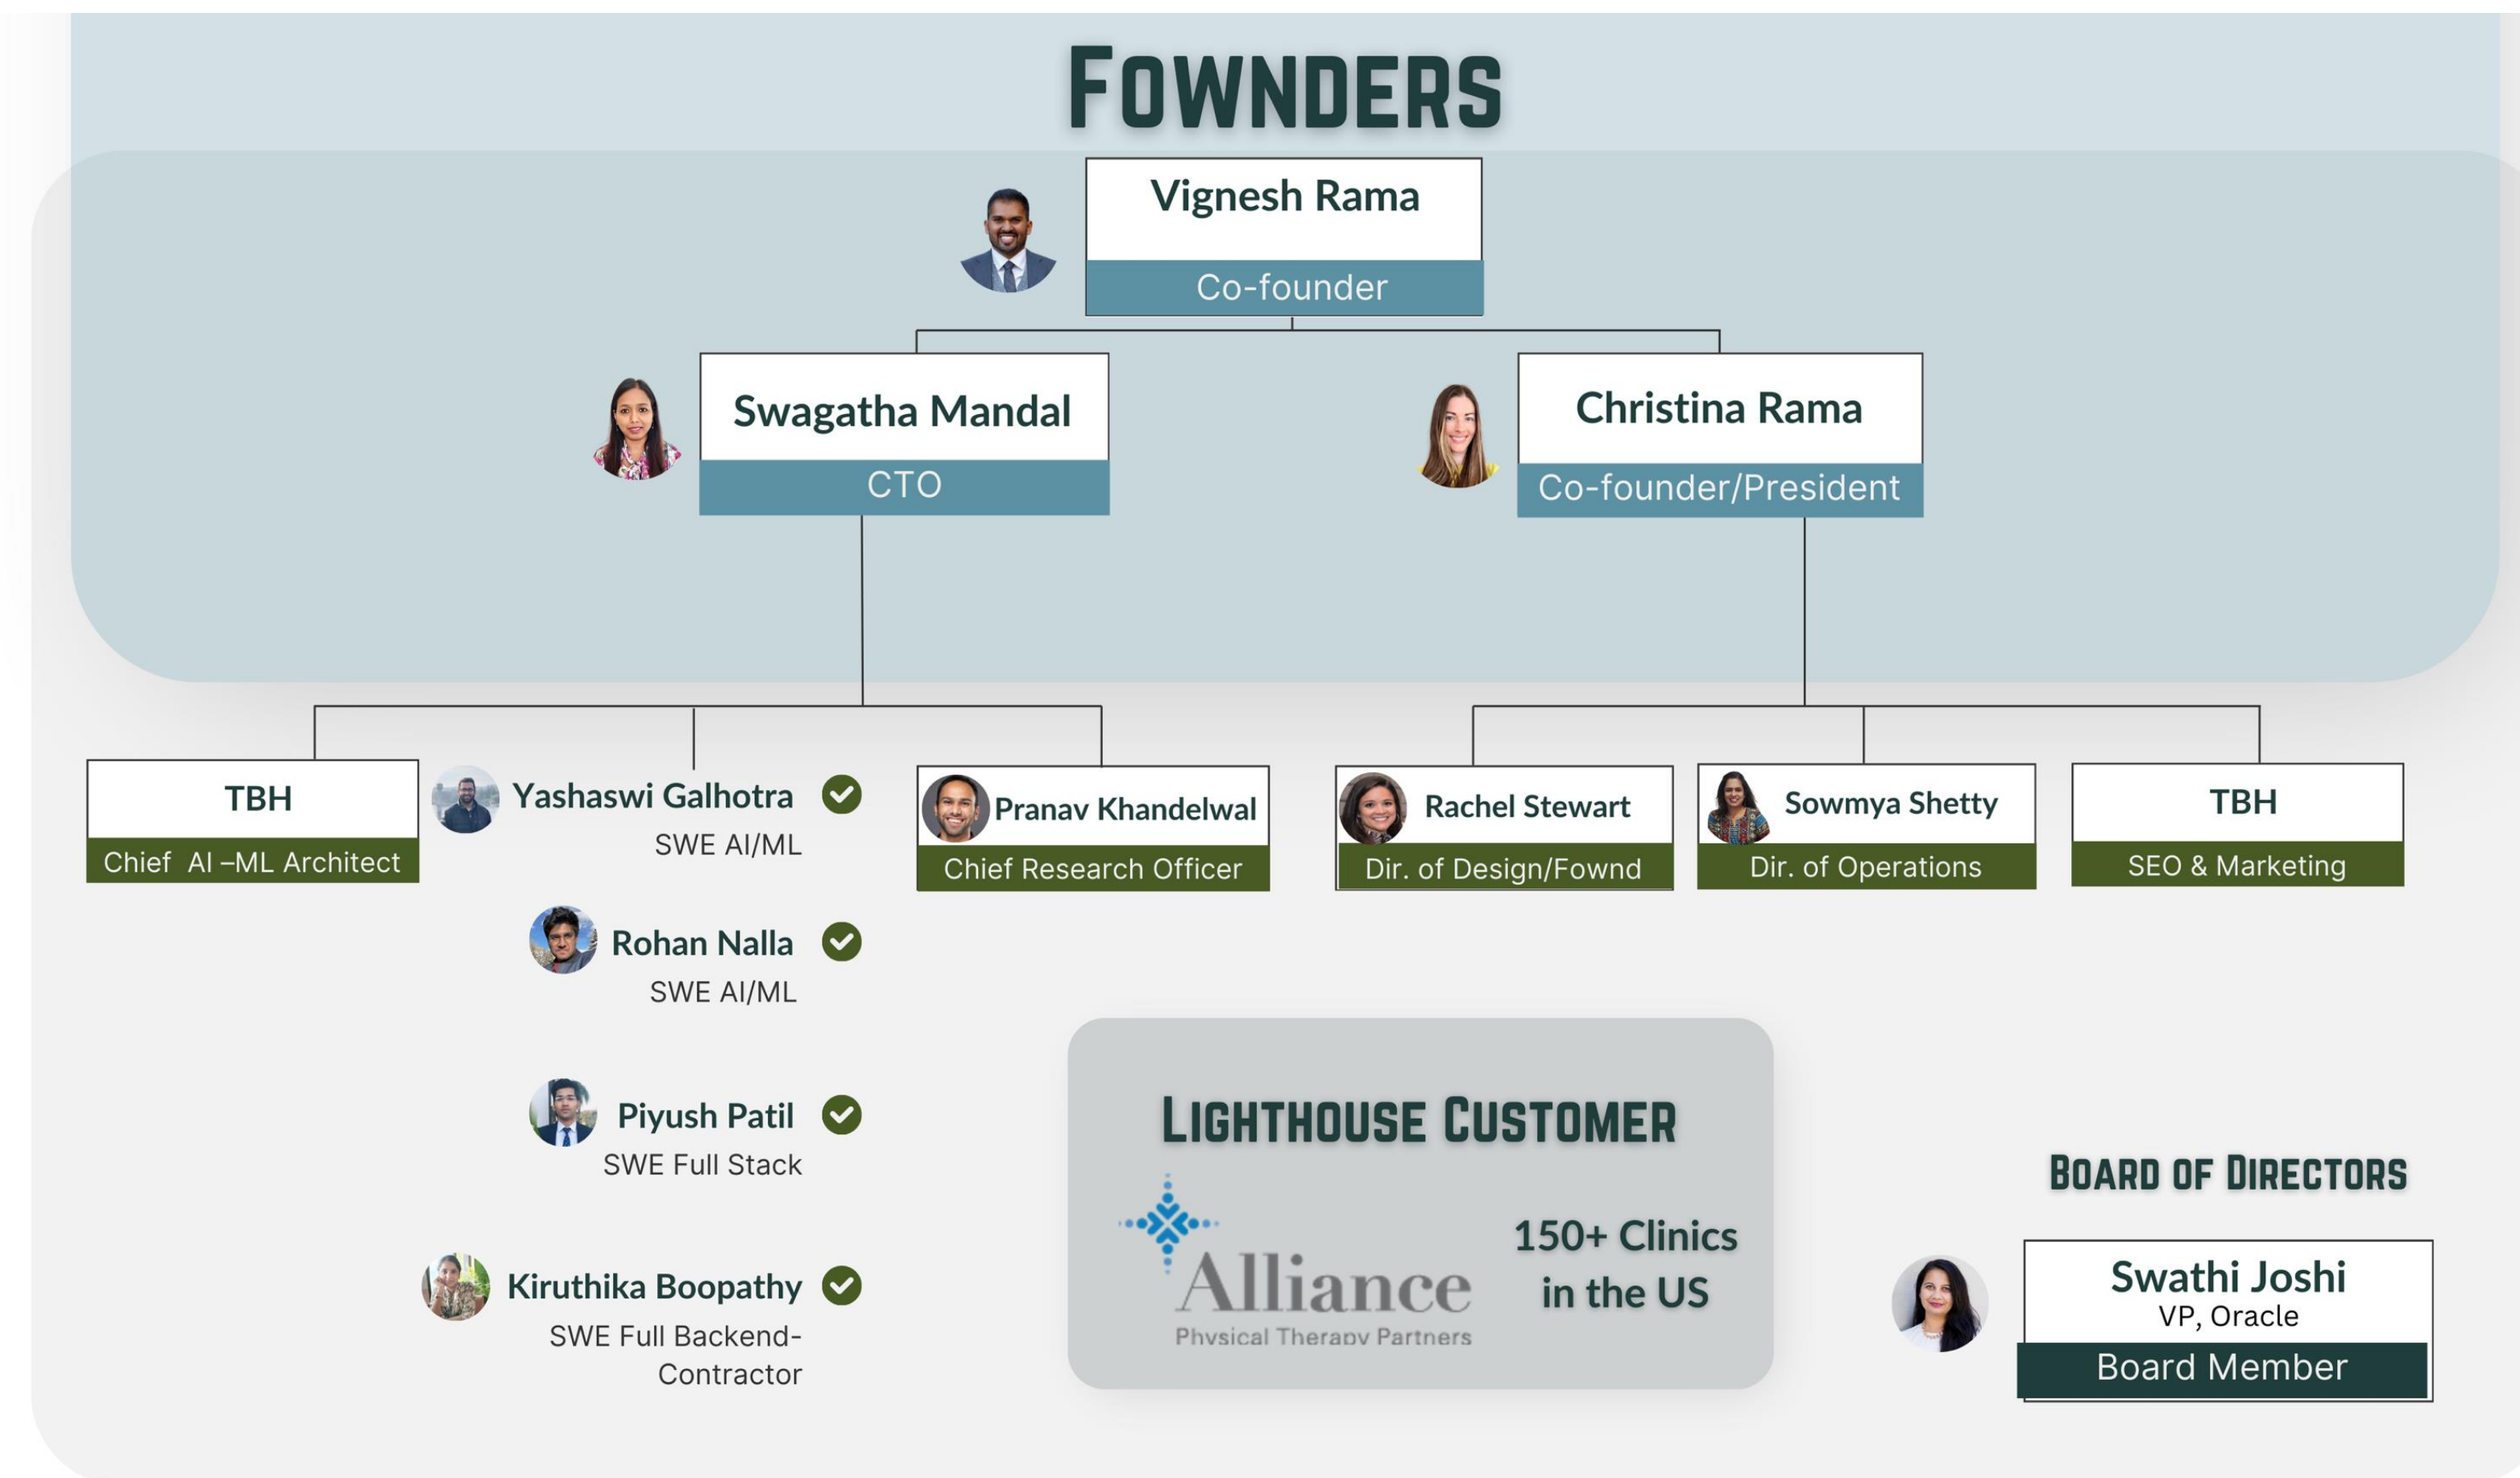 FOWNDERS
Vignesh Rama
Co-founder
Swagatha Mandal
CTO
Christina Rama
Co-founder/President
TBH
Chief AI –ML Architect
Yashaswi Galhotra
SWE AI/ML
Rohan Nalla
SWE AI/ML
Piyush Patil
SWE Full Stack
Kiruthika Boopathy
SWE Full Backend-
Contractor
Pranav Khandelwal
Chief Research Officer
Rachel Stewart
Dir. of Design/Fownd
Sowmya Shetty
Dir. of Operations
TBH
SEO & Marketing
LIGHTHOUSE CUSTOMER
Alliance
Physical Therapy Partners
150+ Clinics
in the US
BOARD OF DIRECTORS
Swathi Joshi
VP, Oracle
Board Member